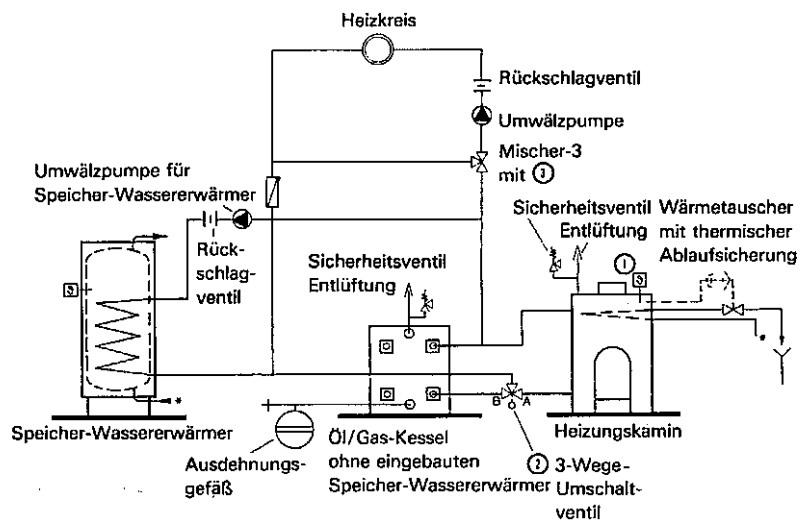 Heizkreis
Rückschlagventil
Umwälzpumpe
Mischer-3
mit ③
Umwälzpumpe für
Speicher-Wassererwärmer
Rück-
schlag-
ventil
Sicherheitsventil
Entlüftung
Sicherheitsventil
Entlüftung
Wärmetauscher
mit thermischer
Ablaufsicherung
①
B A
*
*
Speicher-Wassererwärmer
Ausdehnungs-
gefäß
Öl/Gas-Kessel
ohne eingebauten
Speicher-Wassererwärmer
② 3-Wege-
Umschalt-
ventil
Heizungskamin